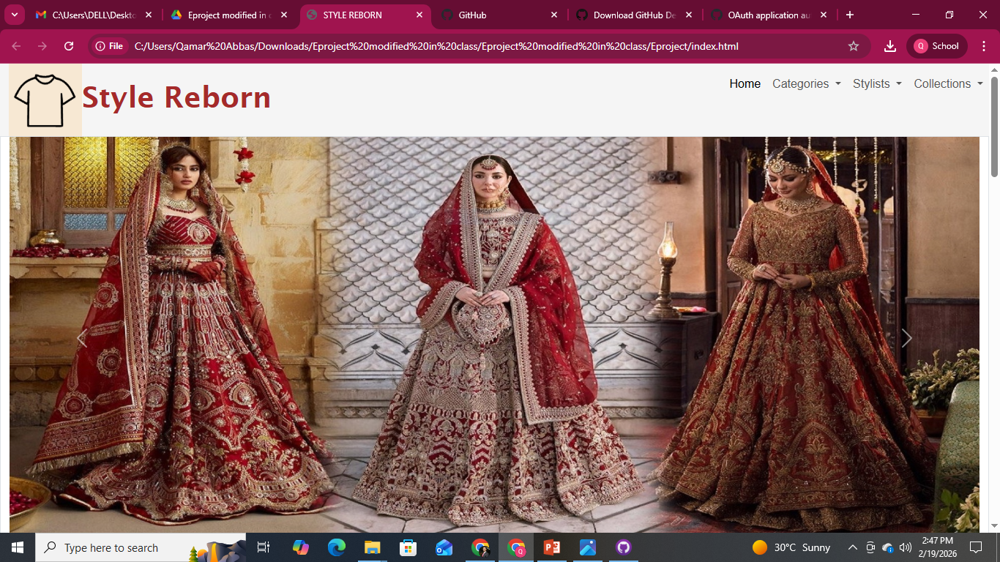 C:\Users\DELL\Deskto
Eproject modified in c
STYLE REBORN
GitHub
Download GitHub De
OAuth application au
File
C:/Users/Qamar%20Abbas/Downloads/Eproject%20modified%20in%20class/Eproject%20modified%20in%20class/Eproject/index.html
Q
School
Style Reborn
Home
Categories
Stylists
Collections
Type here to search
30°C Sunny
2:47 PM
2/19/2026